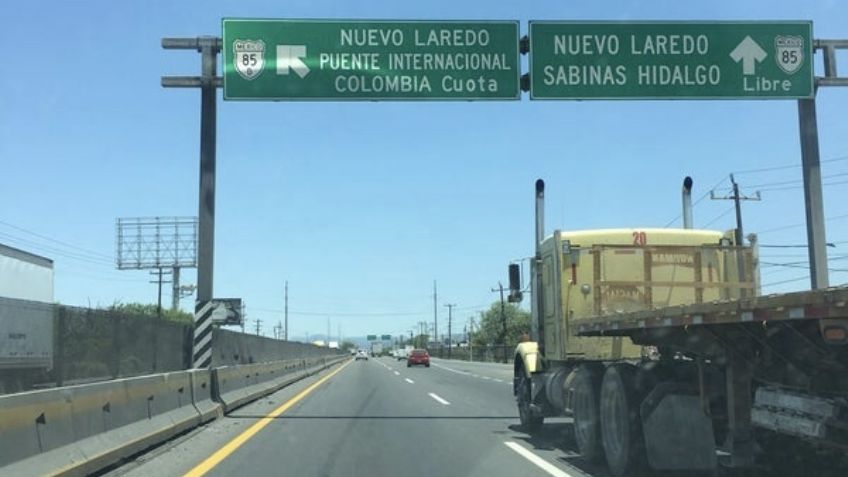 MEXICO
85
D
NUEVO LAREDO
PUENTE INTERNACIONAL
COLOMBIA Cuota
NUEVO LAREDO
SABINAS HIDALGO
Libre
MEXICO
85
20